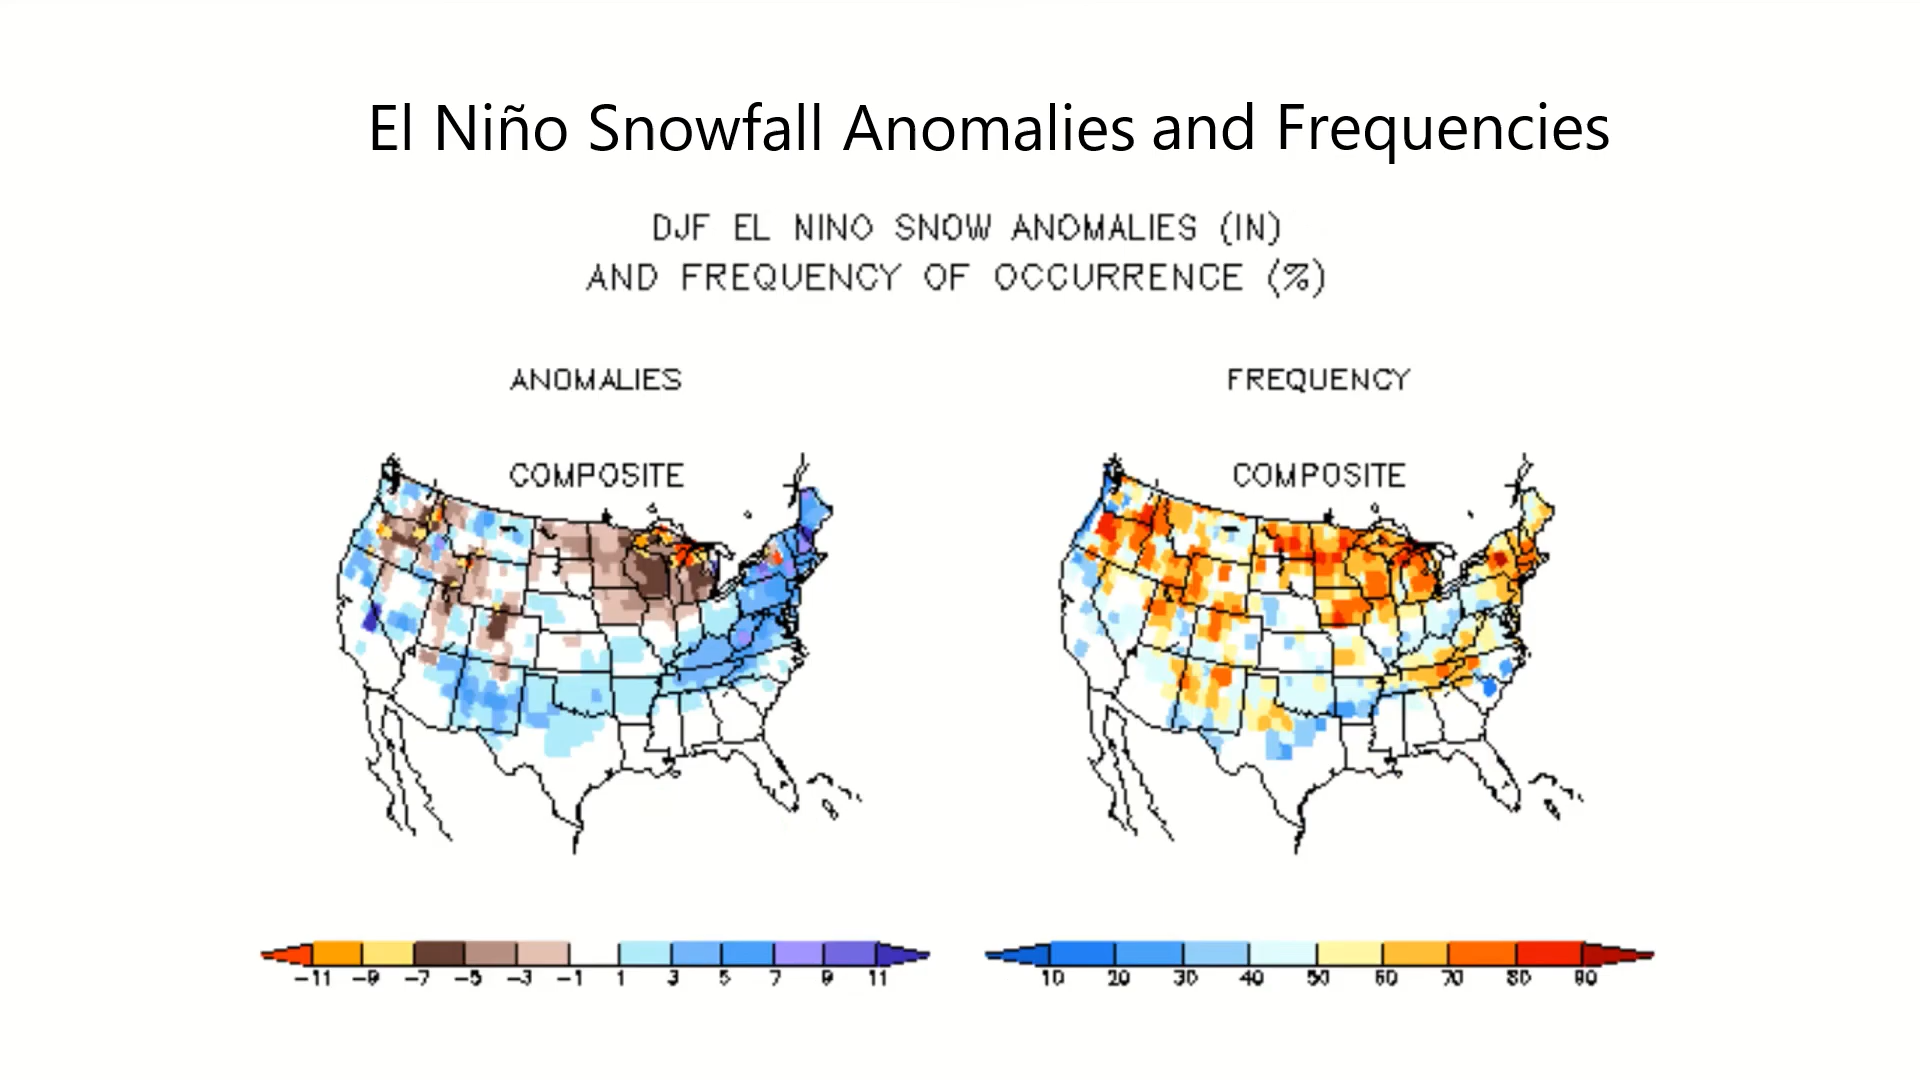 El Niño Snowfall Anomalies and Frequencies
DJF EL NINO SNOW ANOMALIES (IN)
AND FREQUENCY OF OCCURRENCE (%)
ANOMALIES
FREQUENCY
COMPOSITE
COMPOSITE
-11 -9 -7 -5 -3 -1 1 3 5 7 9 11
10 20 30 40 50 60 70 80 90